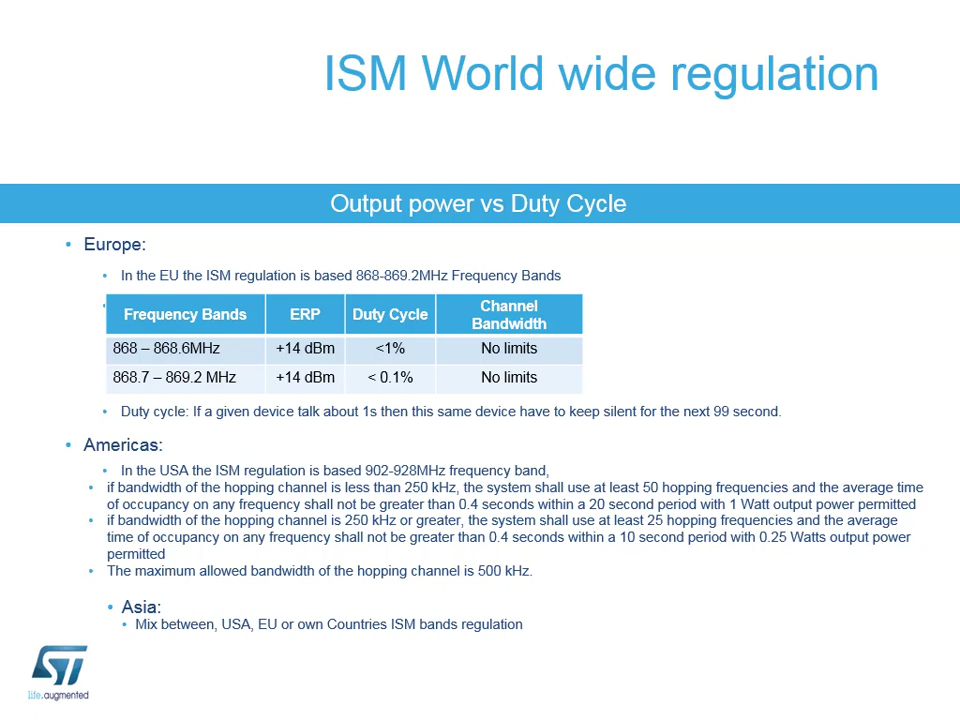 ISM World wide regulation
Output power vs Duty Cycle
• Europe:
• In the EU the ISM regulation is based 868-869.2MHz Frequency Bands
Frequency Bands ERP Duty Cycle Channel Bandwidth
868 – 868.6MHz +14 dBm <1% No limits
868.7 – 869.2 MHz +14 dBm < 0.1% No limits
• Duty cycle: If a given device talk about 1s then this same device have to keep silent for the next 99 second.
• Americas:
• In the USA the ISM regulation is based 902-928MHz frequency band,
• if bandwidth of the hopping channel is less than 250 kHz, the system shall use at least 50 hopping frequencies and the average time
of occupancy on any frequency shall not be greater than 0.4 seconds within a 20 second period with 1 Watt output power permitted
• if bandwidth of the hopping channel is 250 kHz or greater, the system shall use at least 25 hopping frequencies and the average
time of occupancy on any frequency shall not be greater than 0.4 seconds within a 10 second period with 0.25 Watts output power
permitted
• The maximum allowed bandwidth of the hopping channel is 500 kHz.
• Asia:
• Mix between, USA, EU or own Countries ISM bands regulation
ST
life.augmented